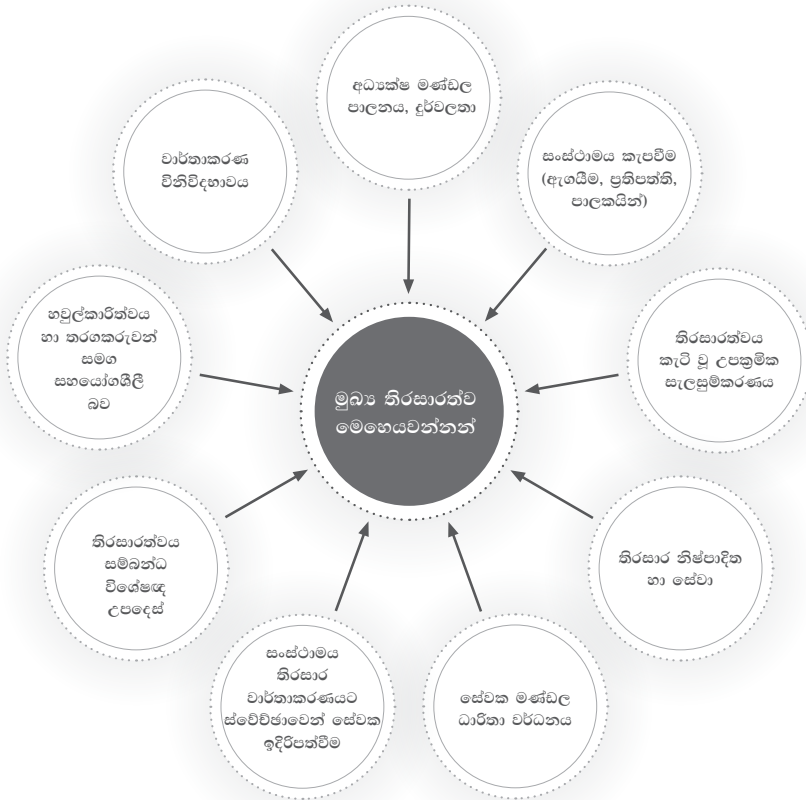 අධ්‍යක්ෂ මණ්ඩල
පාලනය, දුර්වලතා
සංස්ථාමය කැපවීම
(ඇගයීම, ප්‍රතිපත්ති,
පාලකයින්)
තිරසාරත්වය
කැටි වූ උපක්‍රමික
සැලසුම්කරණය
තිරසාර නිෂ්පාදිත
හා සේවා
සේවක මණ්ඩල
ධාරිතා වර්ධනය
සංස්ථාමය
තිරසාර
වාර්තාකරණයට
ස්වේච්ඡාවෙන් සේවක
ඉදිරිපත්වීම
තිරසාරත්වය
සම්බන්ධ
විශේෂඥ
උපදෙස්
හවුල්කාරිත්වය
හා තරගකරුවන්
සමග
සහයෝගශීලී
බව
වාර්තාකරණ
විනිවිදභාවය
මුඛ්‍ය තිරසාරත්ව
මෙහෙයවන්නන්